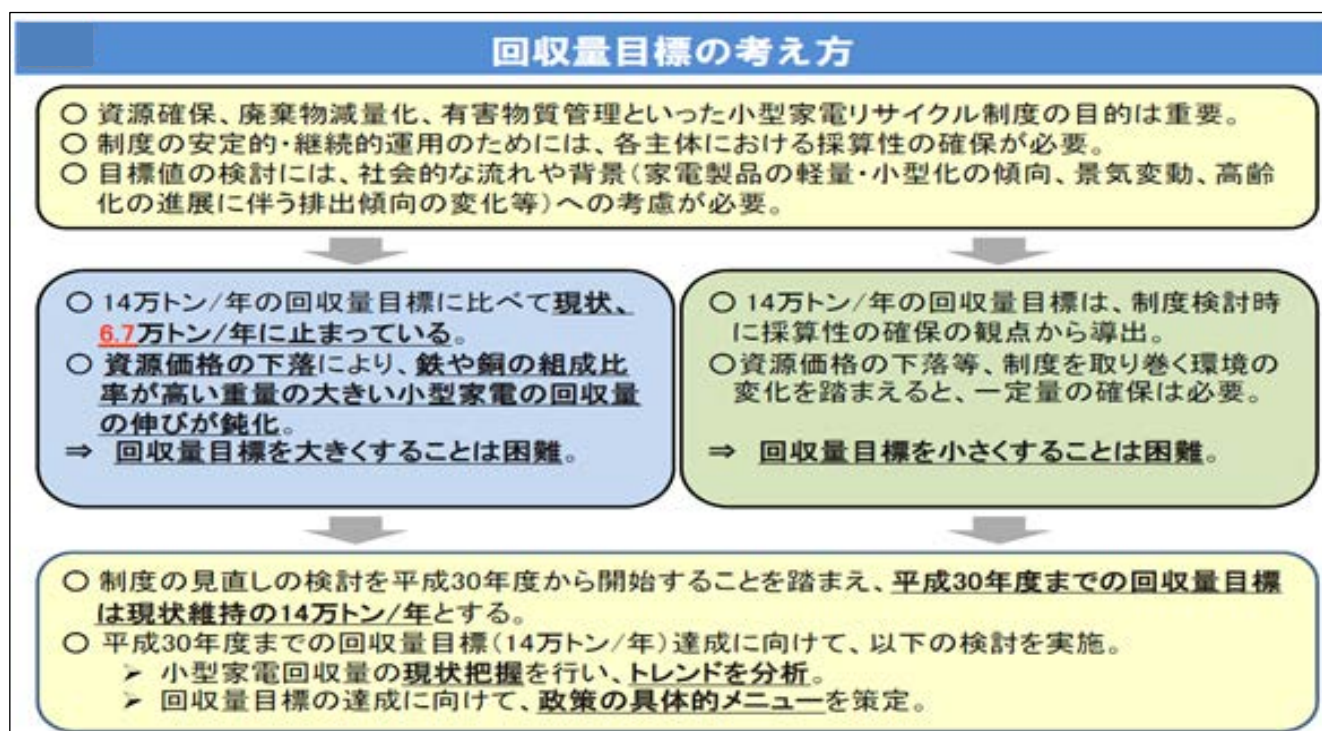 回収量目標の考え方
○ 資源確保、廃棄物減量化、有害物質管理といった小型家電リサイクル制度の目的は重要。
○ 制度の安定的・継続的運用のためには、各主体における採算性の確保が必要。
○ 目標値の検討には、社会的な流れや背景(家電製品の軽量・小型化の傾向、景気変動、高齢
化の進展に伴う排出傾向の変化等)への考慮が必要。
○ 14万トン/年の回収量目標に比べて現状、
6.7万トン/年に止まっている。
○ 資源価格の下落により、鉄や銅の組成比
率が高い重量の大きい小型家電の回収量
の伸びが鈍化。
⇒ 回収量目標を大きくすることは困難。
○ 14万トン/年の回収量目標は、制度検討時
に採算性の確保の観点から導出。
○資源価格の下落等、制度を取り巻く環境の
変化を踏まえると、一定量の確保は必要。
⇒ 回収量目標を小さくすることは困難。
○ 制度の見直しの検討を平成30年度から開始することを踏まえ、平成30年度までの回収量目標
は現状維持の14万トン/年とする。
○ 平成30年度までの回収量目標(14万トン/年)達成に向けて、以下の検討を実施。
➢ 小型家電回収量の現状把握を行い、トレンドを分析。
➢ 回収量目標の達成に向けて、政策の具体的メニューを策定。